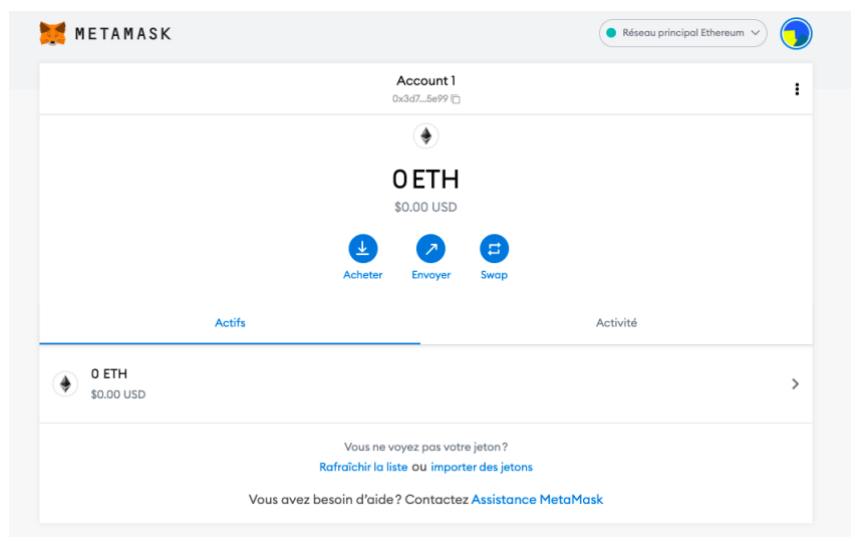 METAMASK
Réseau principal Ethereum
Account 1
0x3d7...5e99
0 ETH
$0.00 USD
Acheter
Envoyer
Swap
Actifs
Activité
0 ETH
$0.00 USD
Vous ne voyez pas votre jeton ?
Rafraîchir la liste ou importer des jetons
Vous avez besoin d’aide ? Contactez Assistance MetaMask